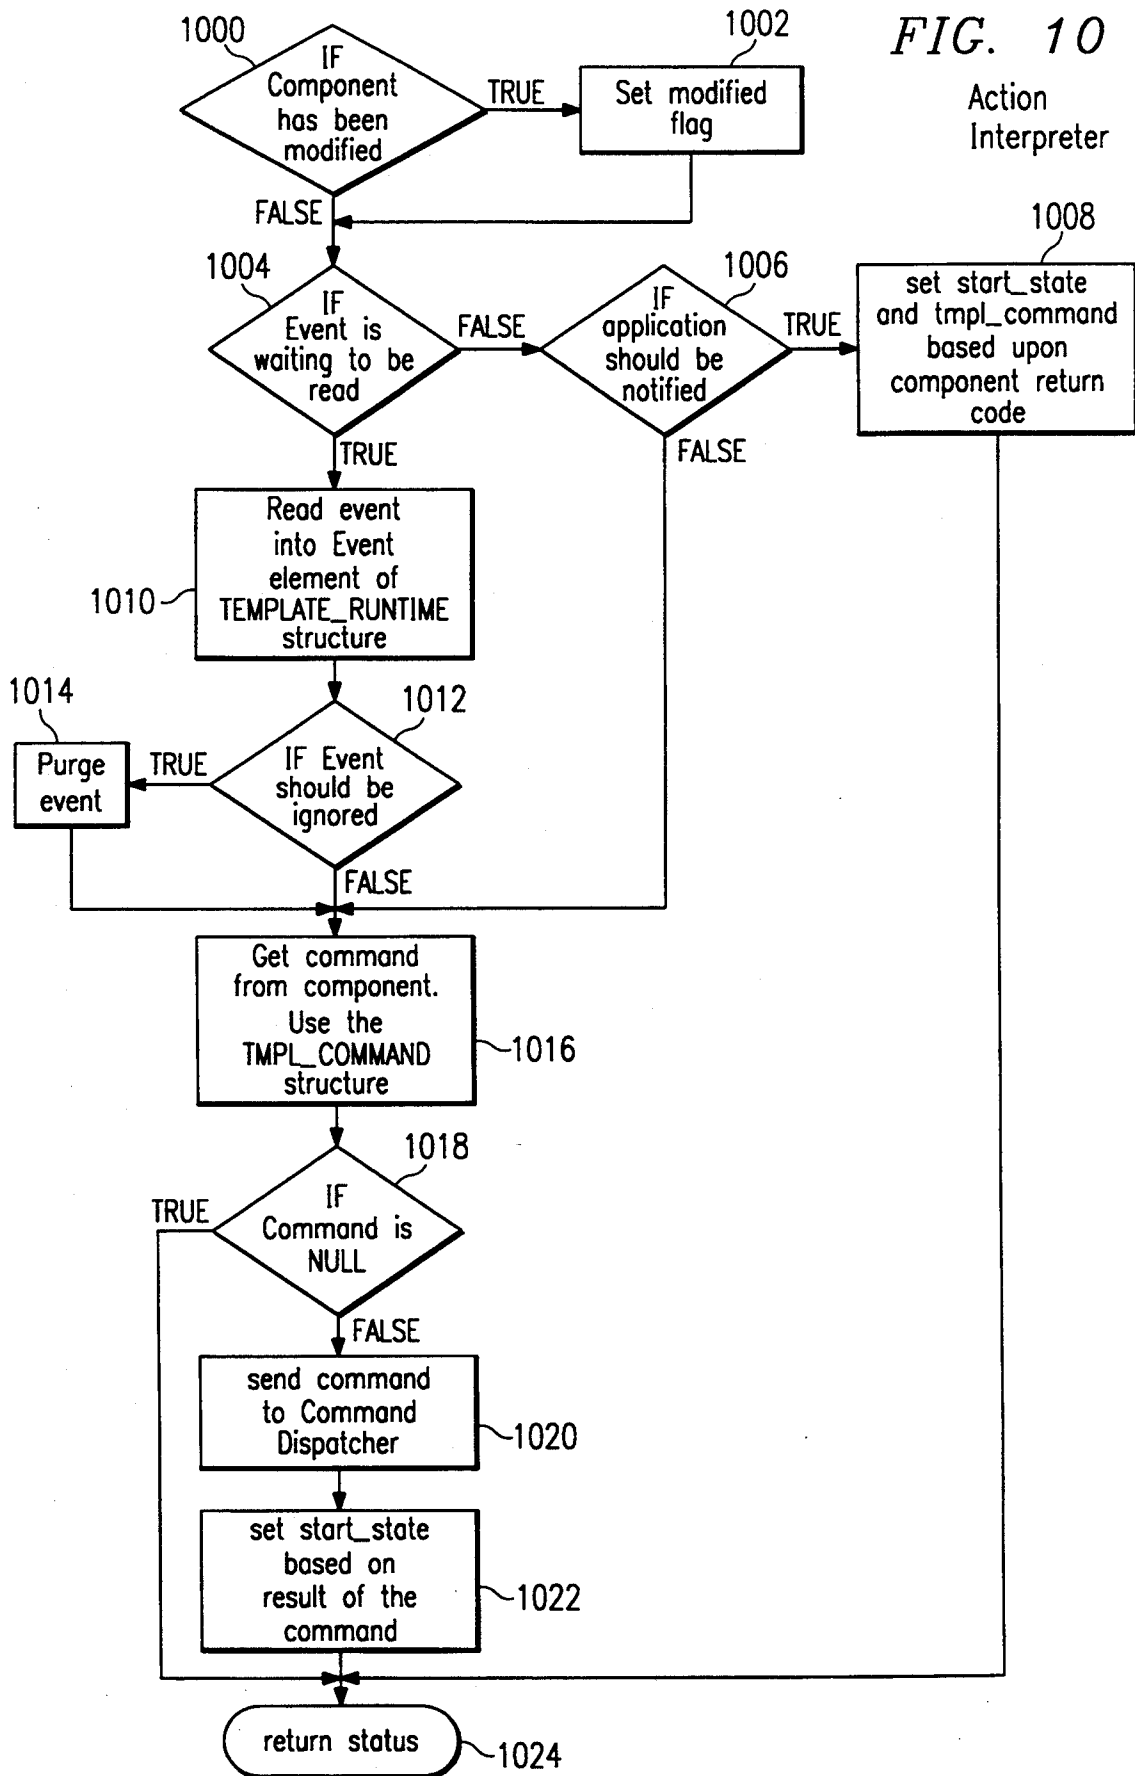 FIG. 10
Action
Interpreter
1000
IF
Component
has been
modified
TRUE
1002
Set modified
flag
FALSE
1004
IF
Event is
waiting to be
read
FALSE
1006
IF
application
should be
notified
TRUE
1008
set start_state
and tmpl_command
based upon
component return
code
TRUE
FALSE
1010
Read event
into Event
element of
TEMPLATE_RUNTIME
structure
1012
IF Event
should be
ignored
TRUE
1014
Purge
event
FALSE
Get command
from component.
Use the
TMPL_COMMAND
structure
1016
1018
IF
Command is
NULL
TRUE
FALSE
send command
to Command
Dispatcher
1020
set start_state
based on
result of the
command
1022
return status
1024